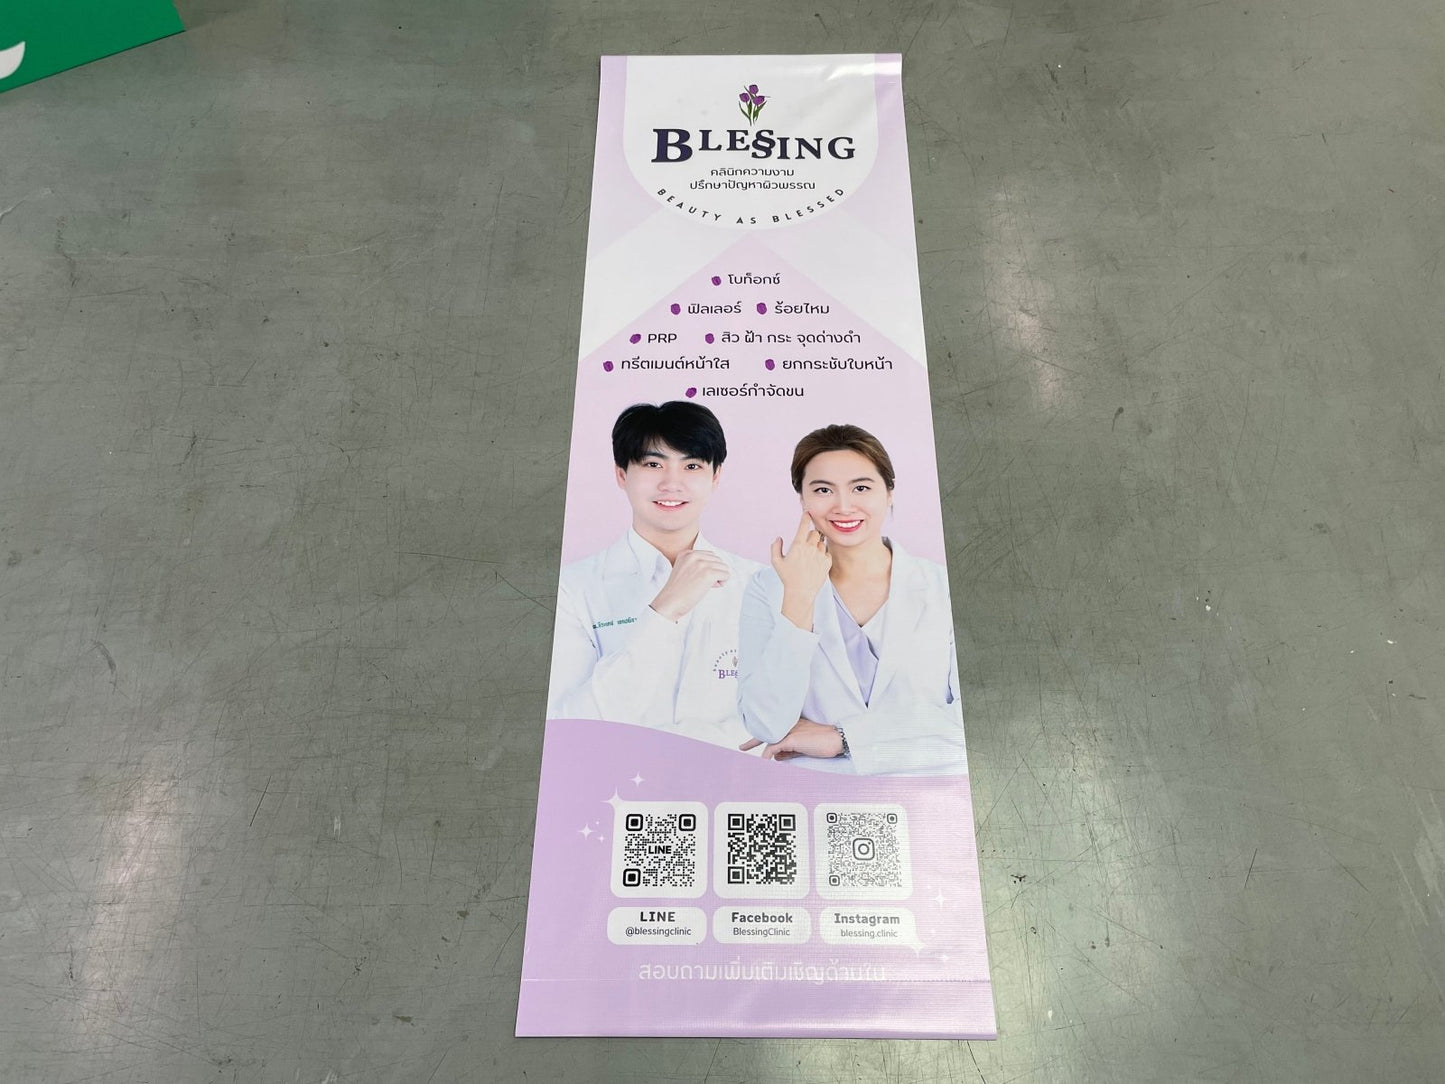 BLESSING
คลินิกความงาม
ปรึกษาปัญหาผิวพรรณ
BEAUTY AS BLESSED
โบท็อกซ์
ฟิลเลอร์ ร้อยไหม
PRP สิว ฝ้า กระ จุดด่างดำ
ทรีตเมนต์หน้าใส ยกกระชับใบหน้า
เลเซอร์กำจัดขน
LINE
LINE Facebook Instagram
@blessingclinic BlessingClinic blessing.clinic
สอบถามเพิ่มเติมเชิญด้านใน